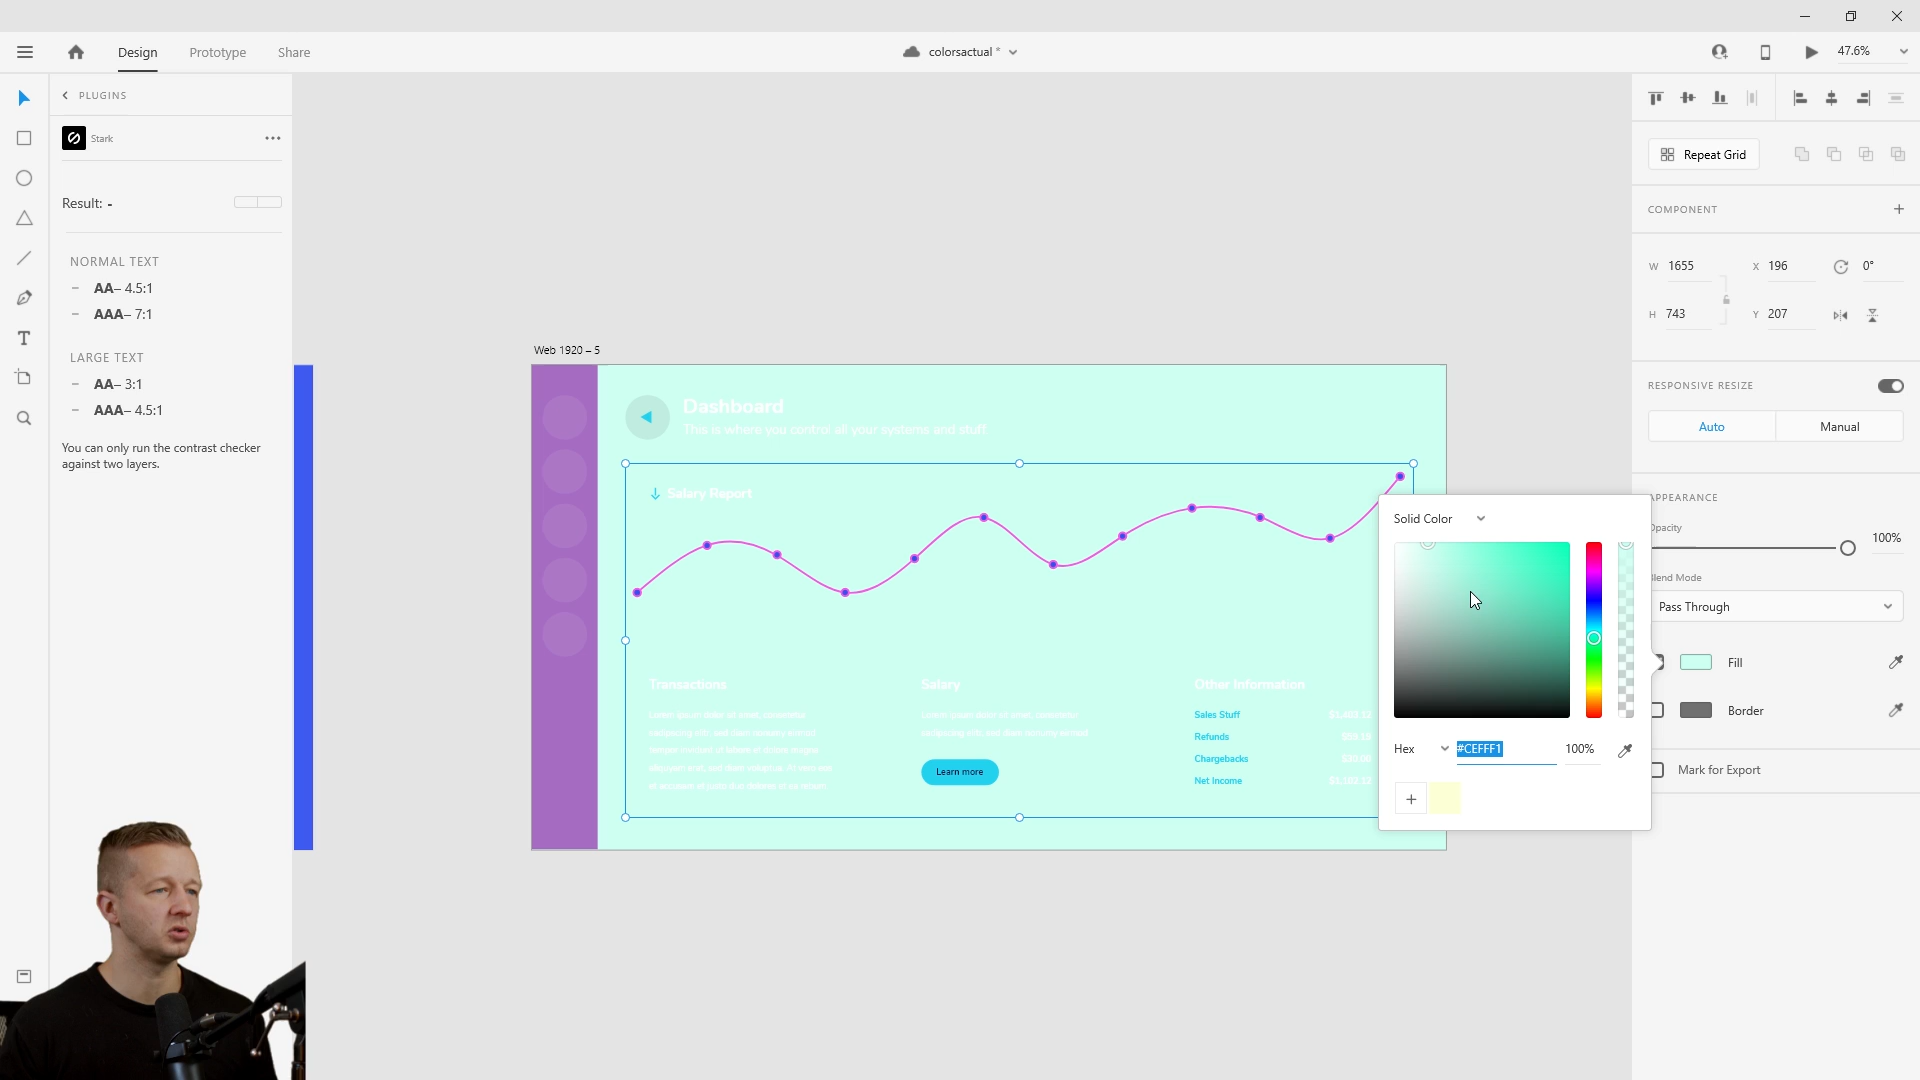 Design
Prototype
Share
colorsactual *
47.6%
PLUGINS
Stark
Result: -
NORMAL TEXT
AA– 4.5:1
AAA– 7:1
LARGE TEXT
AA– 3:1
AAA– 4.5:1
You can only run the contrast checker
against two layers.
Web 1920 – 5
Dashboard
This is where you control all your systems and stuff.
Salary Report
Transactions
Salary
Learn more
Other Information
Sales Stuff
Refunds
Chargebacks
Net Income
Solid Color
Hex
#CEFFF1
100%
Repeat Grid
COMPONENT
W 1655
X 196
0°
H 743
Y 207
RESPONSIVE RESIZE
Auto
Manual
APPEARANCE
Opacity
100%
Blend Mode
Pass Through
Fill
Border
Mark for Export